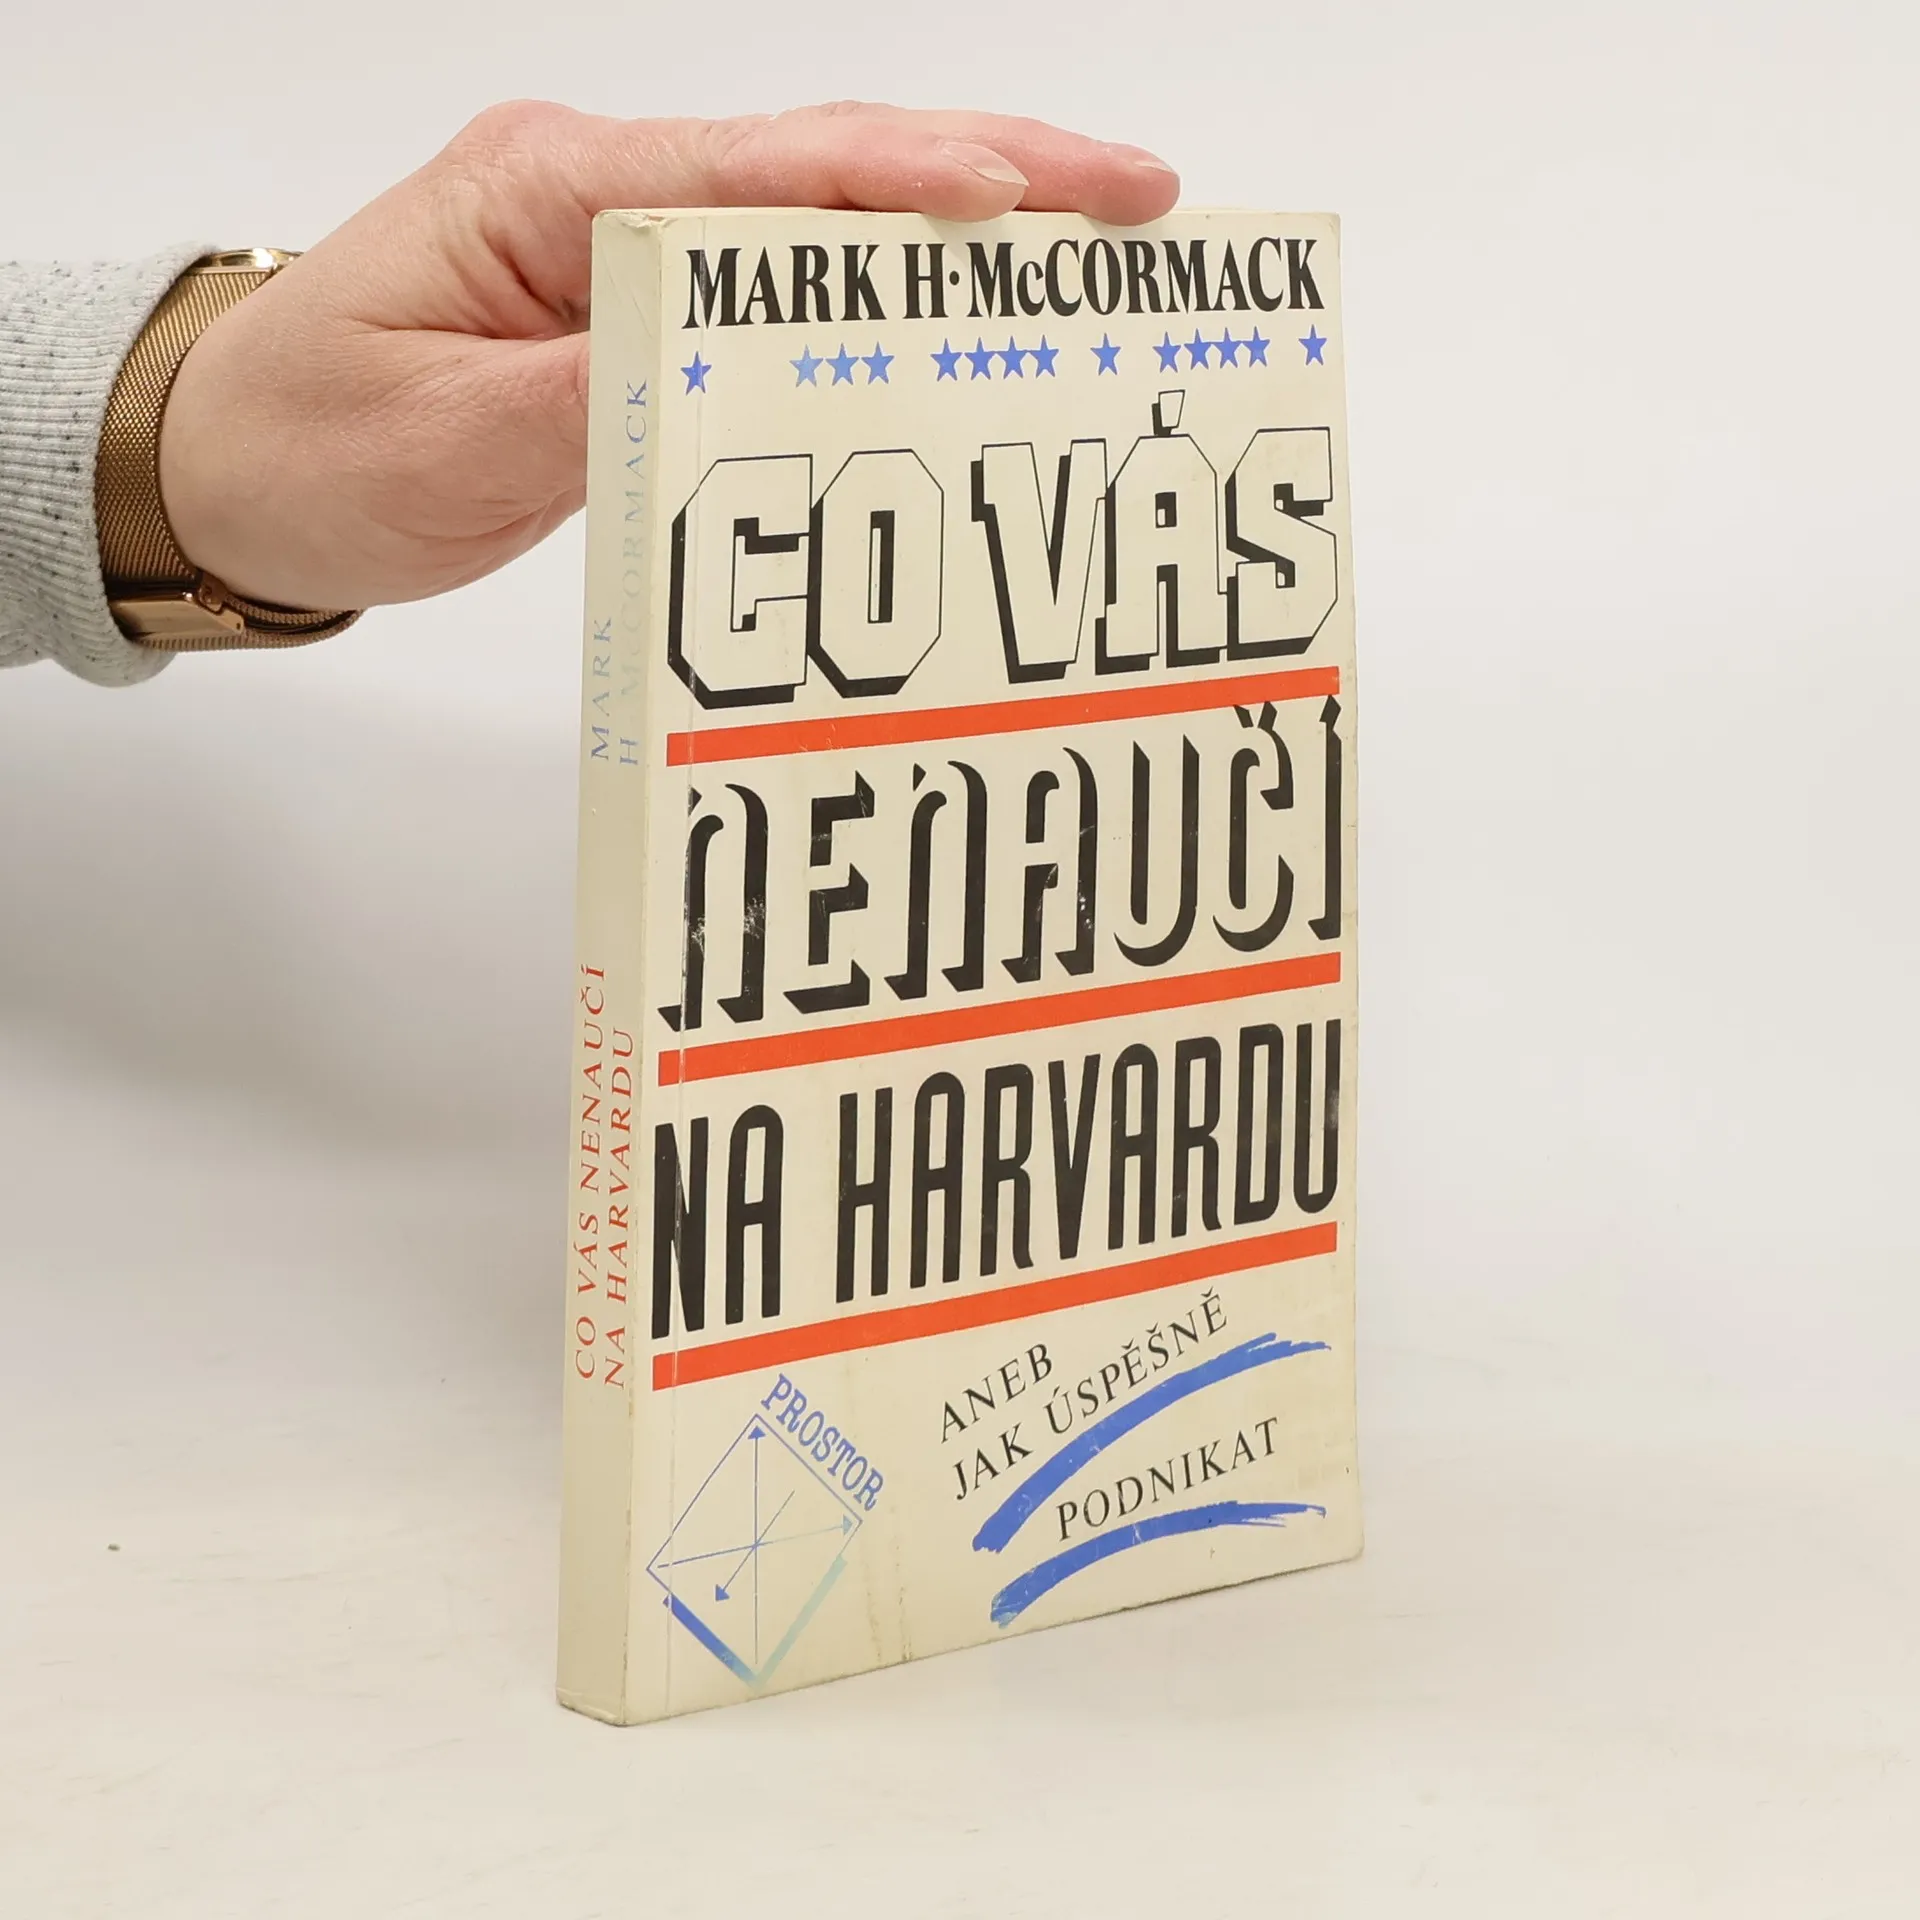 MARK H·McCORMACK
CO VÁS
NENAUČÍ
NA HARVARDU
ANEB
JAK ÚSPĚŠNĚ
PODNIKAT
PROSTOR
MARK
H McCORMACK
CO VÁS NENAUČÍ
NA HARVARDU